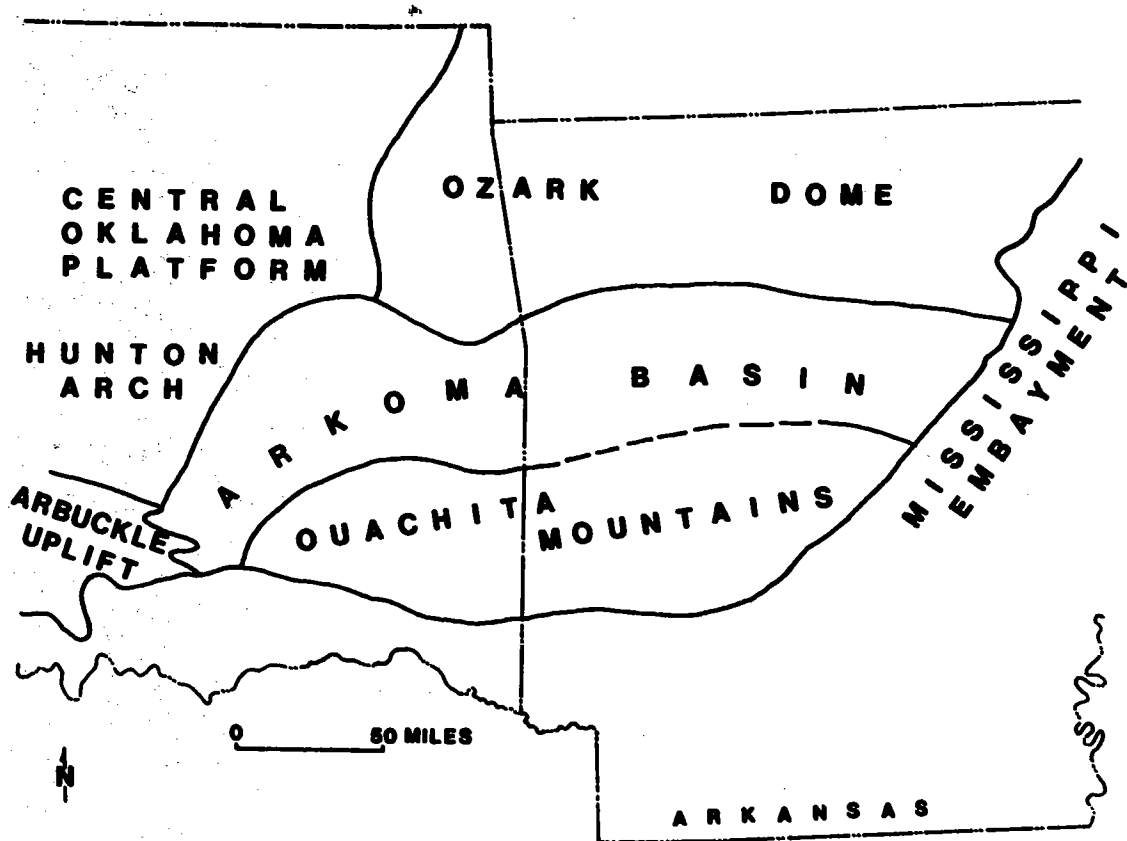 OZARK DOME
CENTRAL
OKLAHOMA
PLATFORM
HUNTON
ARCH
ARKOMA BASIN
MISSISSIPPI
EMBAYMENT
ARBUCKLE
UPLIFT
OUACHITA
MOUNTAINS
0 50 MILES
N
ARKANSAS